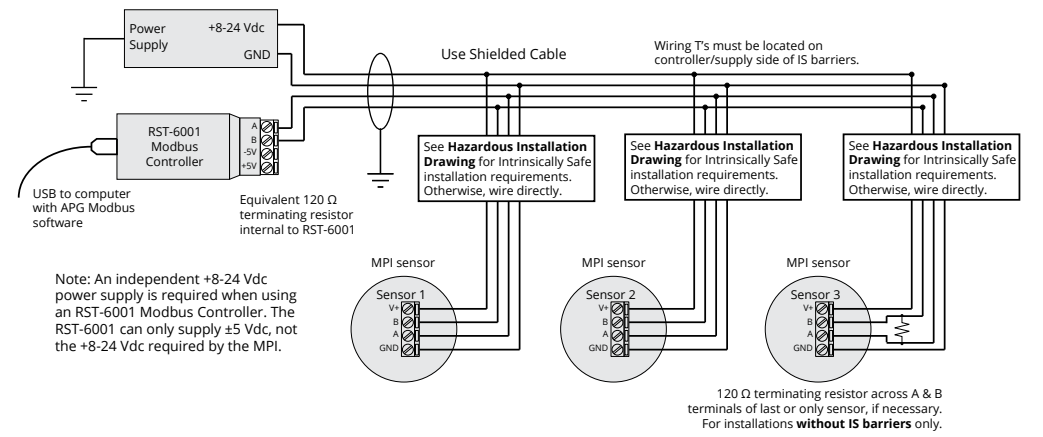 Power
Supply
+8-24 Vdc
GND
Use Shielded Cable
Wiring T's must be located on
controller/supply side of IS barriers.
RST-6001
Modbus
Controller
A
B
-5V
+5V
USB to computer
with APG Modbus
software
Equivalent 120 Ω
terminating resistor
internal to RST-6001
See Hazardous Installation
Drawing for Intrinsically Safe
installation requirements.
Otherwise, wire directly.
See Hazardous Installation
Drawing for Intrinsically Safe
installation requirements.
Otherwise, wire directly.
See Hazardous Installation
Drawing for Intrinsically Safe
installation requirements.
Otherwise, wire directly.
Note: An independent +8-24 Vdc
power supply is required when using
an RST-6001 Modbus Controller. The
RST-6001 can only supply ±5 Vdc, not
the +8-24 Vdc required by the MPI.
MPI sensor
Sensor 1
V+
B
A
GND
MPI sensor
Sensor 2
V+
B
A
GND
MPI sensor
Sensor 3
V+
B
A
GND
120 Ω terminating resistor across A & B
terminals of last or only sensor, if necessary.
For installations without IS barriers only.